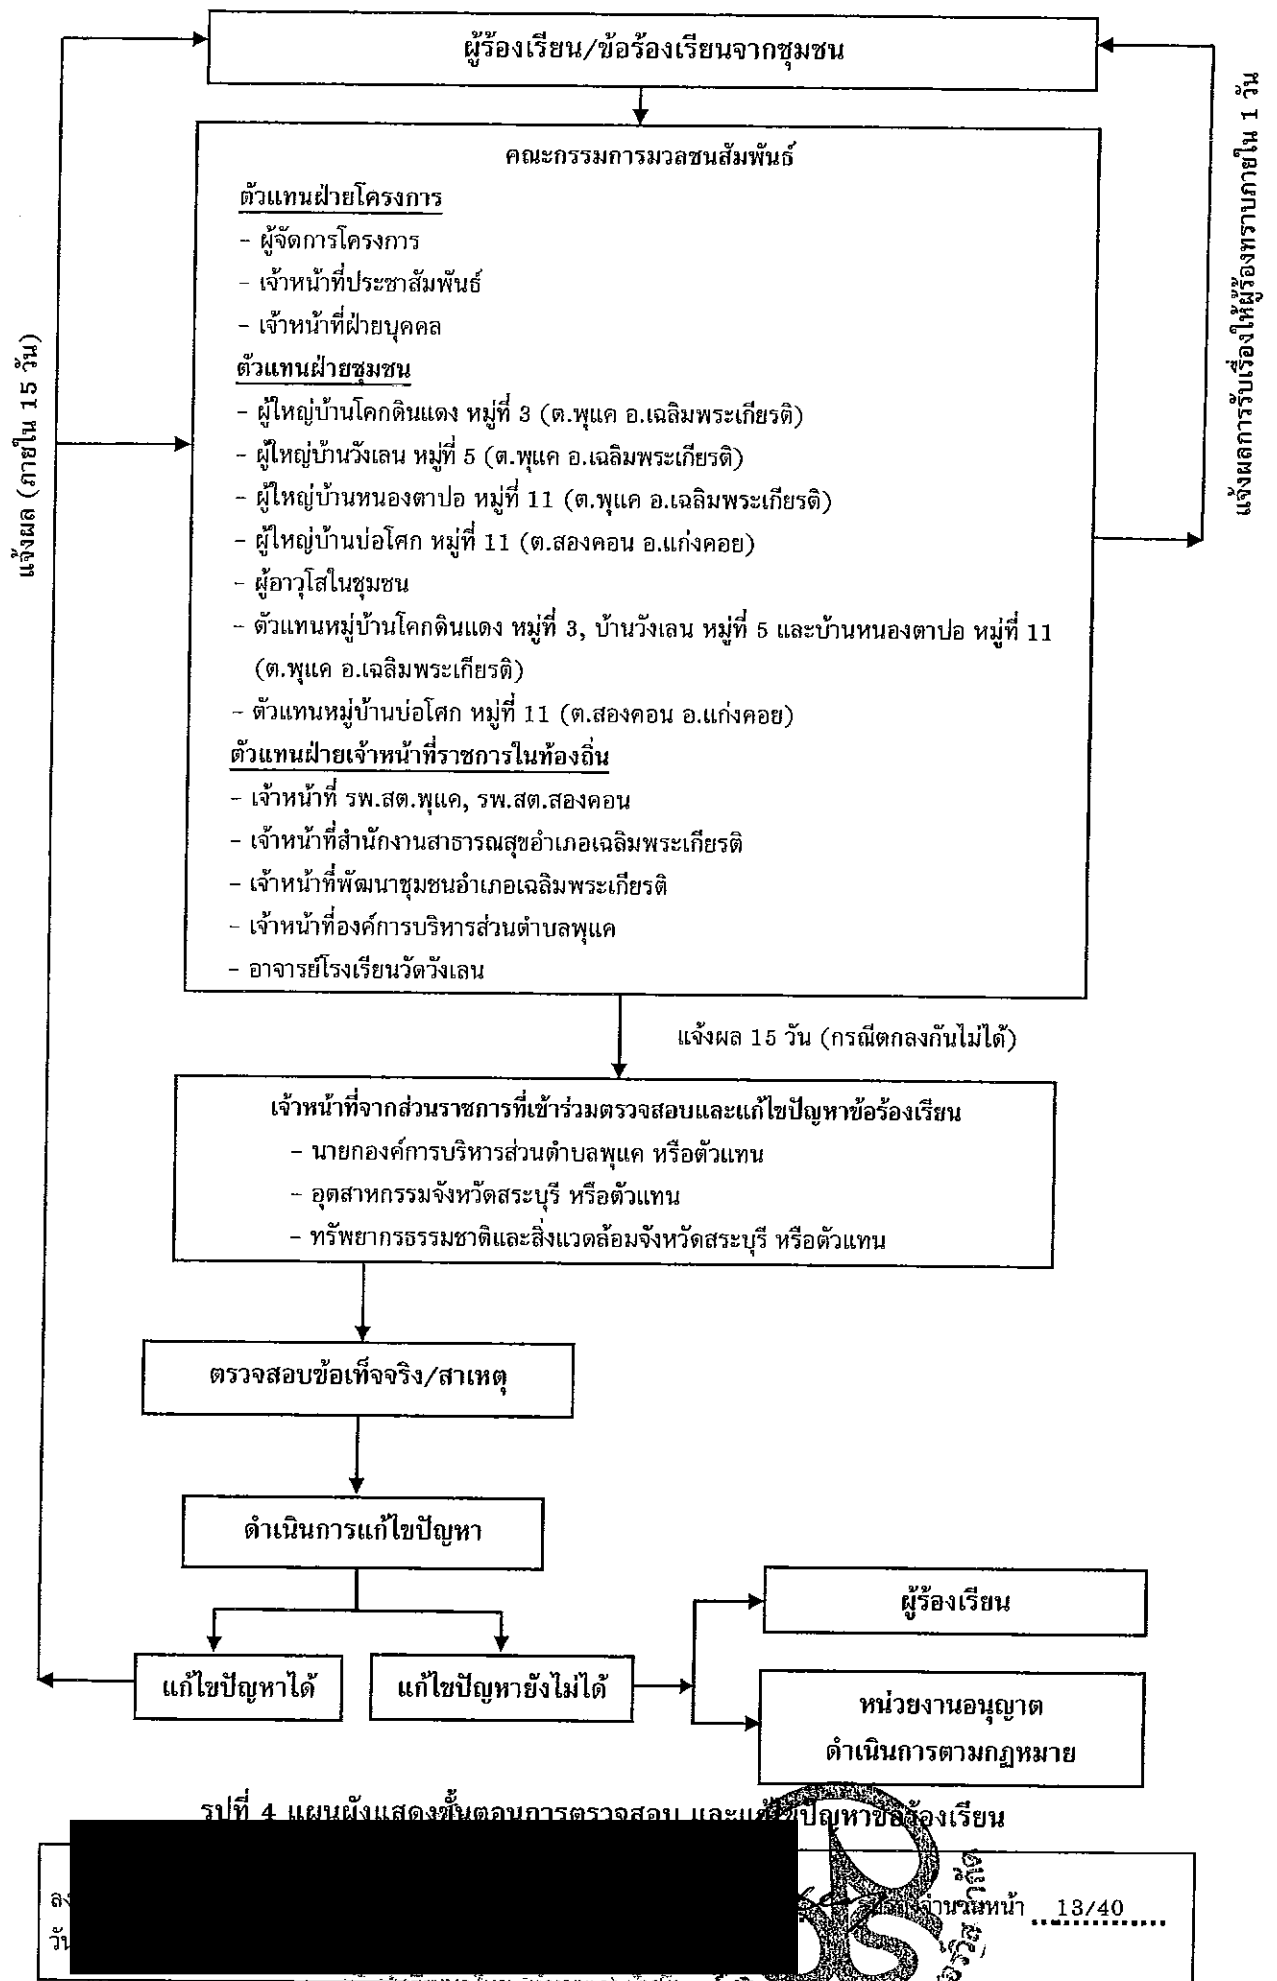 ผู้ร้องเรียน/ข้อร้องเรียนจากชุมชน
แจ้งผลการรับเรื่องให้ผู้ร้องทราบภายใน 1 วัน
แจ้งผล (ภายใน 15 วัน)
คณะกรรมการมวลชนสัมพันธ์
ตัวแทนฝ่ายโครงการ
- ผู้จัดการโครงการ
- เจ้าหน้าที่ประชาสัมพันธ์
- เจ้าหน้าที่ฝ่ายบุคคล
ตัวแทนฝ่ายชุมชน
- ผู้ใหญ่บ้านโคกดินแดง หมู่ที่ 3 (ต.พุแค อ.เฉลิมพระเกียรติ)
- ผู้ใหญ่บ้านวังเลน หมู่ที่ 5 (ต.พุแค อ.เฉลิมพระเกียรติ)
- ผู้ใหญ่บ้านหนองตาปอ หมู่ที่ 11 (ต.พุแค อ.เฉลิมพระเกียรติ)
- ผู้ใหญ่บ้านบ่อโศก หมู่ที่ 11 (ต.สองคอน อ.แก่งคอย)
- ผู้อาวุโสในชุมชน
- ตัวแทนหมู่บ้านโคกดินแดง หมู่ที่ 3, บ้านวังเลน หมู่ที่ 5 และบ้านหนองตาปอ หมู่ที่ 11
(ต.พุแค อ.เฉลิมพระเกียรติ)
- ตัวแทนหมู่บ้านบ่อโศก หมู่ที่ 11 (ต.สองคอน อ.แก่งคอย)
ตัวแทนฝ่ายเจ้าหน้าที่ราชการในท้องถิ่น
- เจ้าหน้าที่ รพ.สต.พุแค, รพ.สต.สองคอน
- เจ้าหน้าที่สำนักงานสาธารณสุขอำเภอเฉลิมพระเกียรติ
- เจ้าหน้าที่พัฒนาชุมชนอำเภอเฉลิมพระเกียรติ
- เจ้าหน้าที่องค์การบริหารส่วนตำบลพุแค
- อาจารย์โรงเรียนวัดวังเลน
แจ้งผล 15 วัน (กรณีตกลงกันไม่ได้)
เจ้าหน้าที่จากส่วนราชการที่เข้าร่วมตรวจสอบและแก้ไขปัญหาข้อร้องเรียน
- นายกองค์การบริหารส่วนตำบลพุแค หรือตัวแทน
- อุตสาหกรรมจังหวัดสระบุรี หรือตัวแทน
- ทรัพยากรธรรมชาติและสิ่งแวดล้อมจังหวัดสระบุรี หรือตัวแทน
ตรวจสอบข้อเท็จจริง/สาเหตุ
ดำเนินการแก้ไขปัญหา
ผู้ร้องเรียน
แก้ไขปัญหาได้
แก้ไขปัญหายังไม่ได้
หน่วยงานอนุญาต
ดำเนินการตามกฎหมาย
รูปที่ 4 แผนผังแสดงขั้นตอนการตรวจสอบ และแก้ไขปัญหาข้อร้องเรียน
จำนวนหน้า 13/40